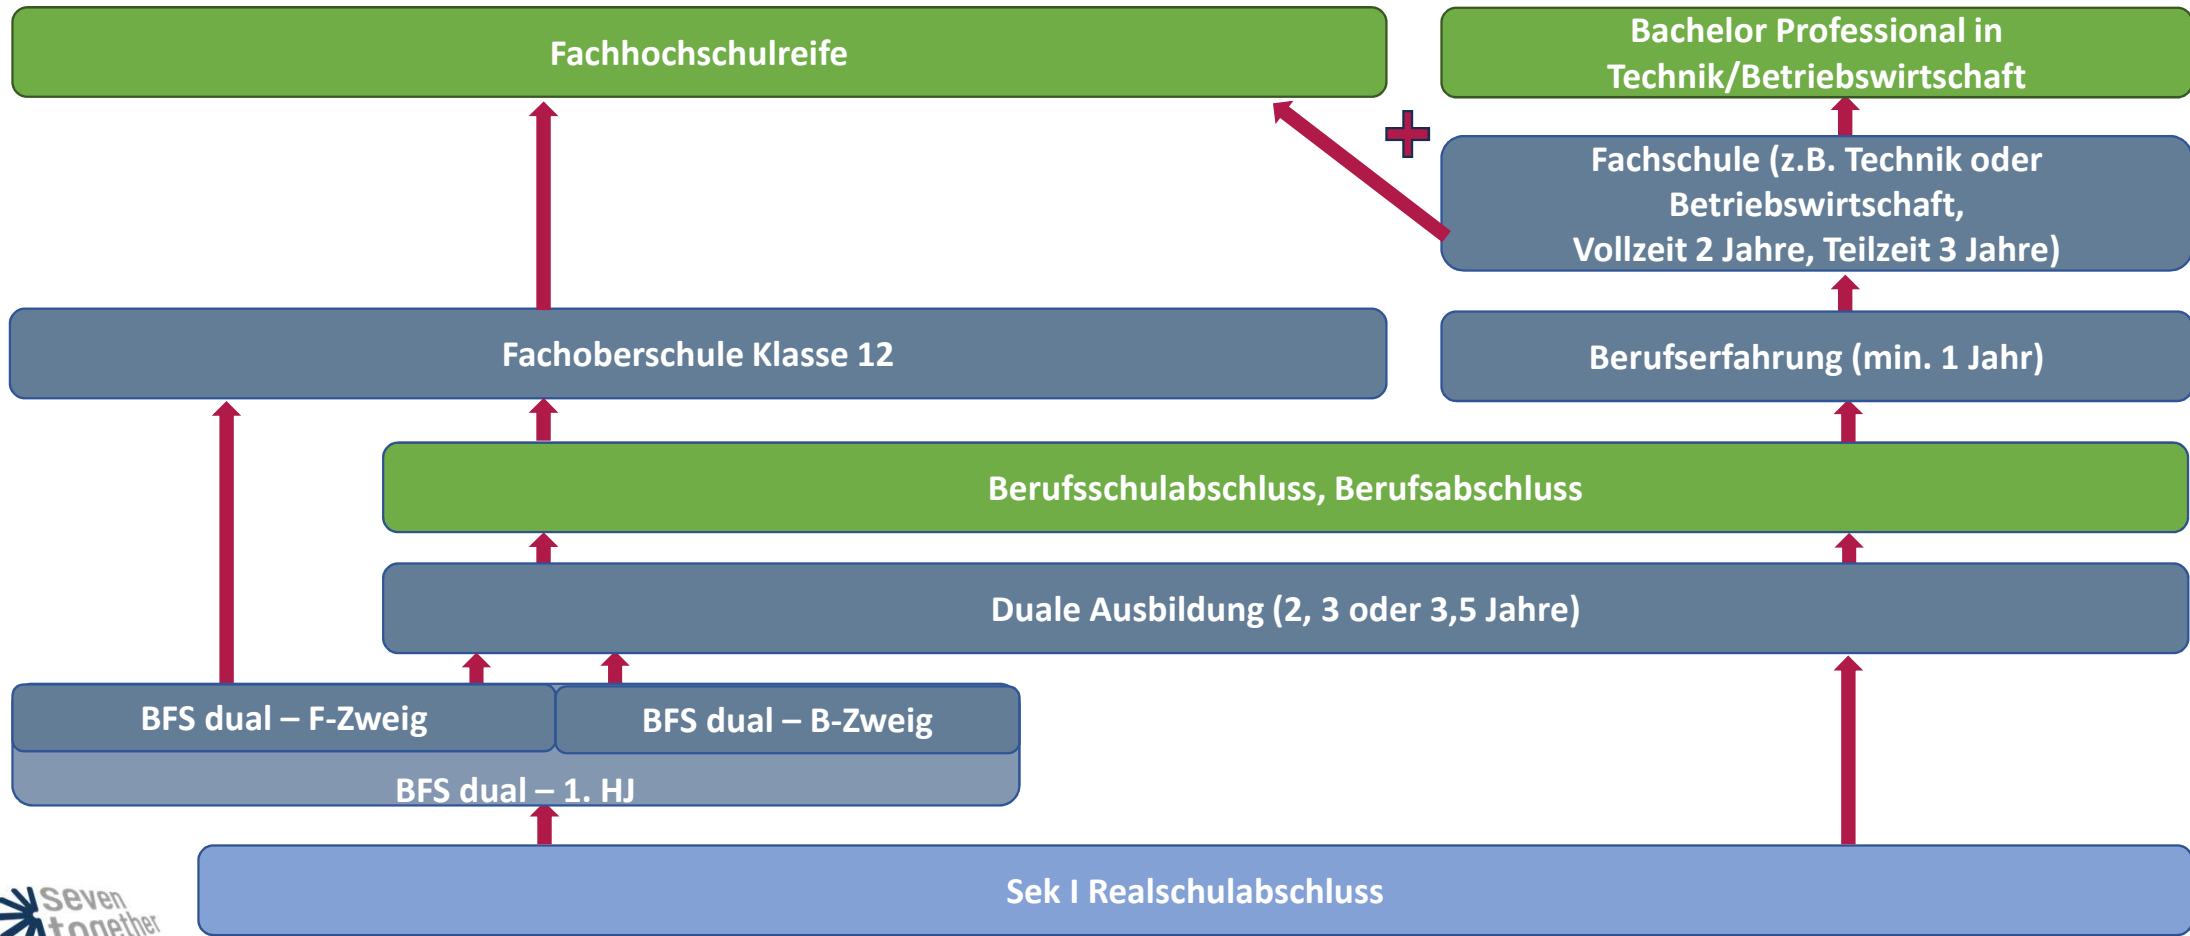 Fachhochschulreife
Bachelor Professional in
Technik/Betriebswirtschaft
Fachschule (z.B. Technik oder
Betriebswirtschaft,
Vollzeit 2 Jahre, Teilzeit 3 Jahre)
Fachoberschule Klasse 12
Berufserfahrung (min. 1 Jahr)
Berufsschulabschluss, Berufsabschluss
Duale Ausbildung (2, 3 oder 3,5 Jahre)
BFS dual – F-Zweig
BFS dual – B-Zweig
BFS dual – 1. HJ
Sek I Realschulabschluss
seven
together